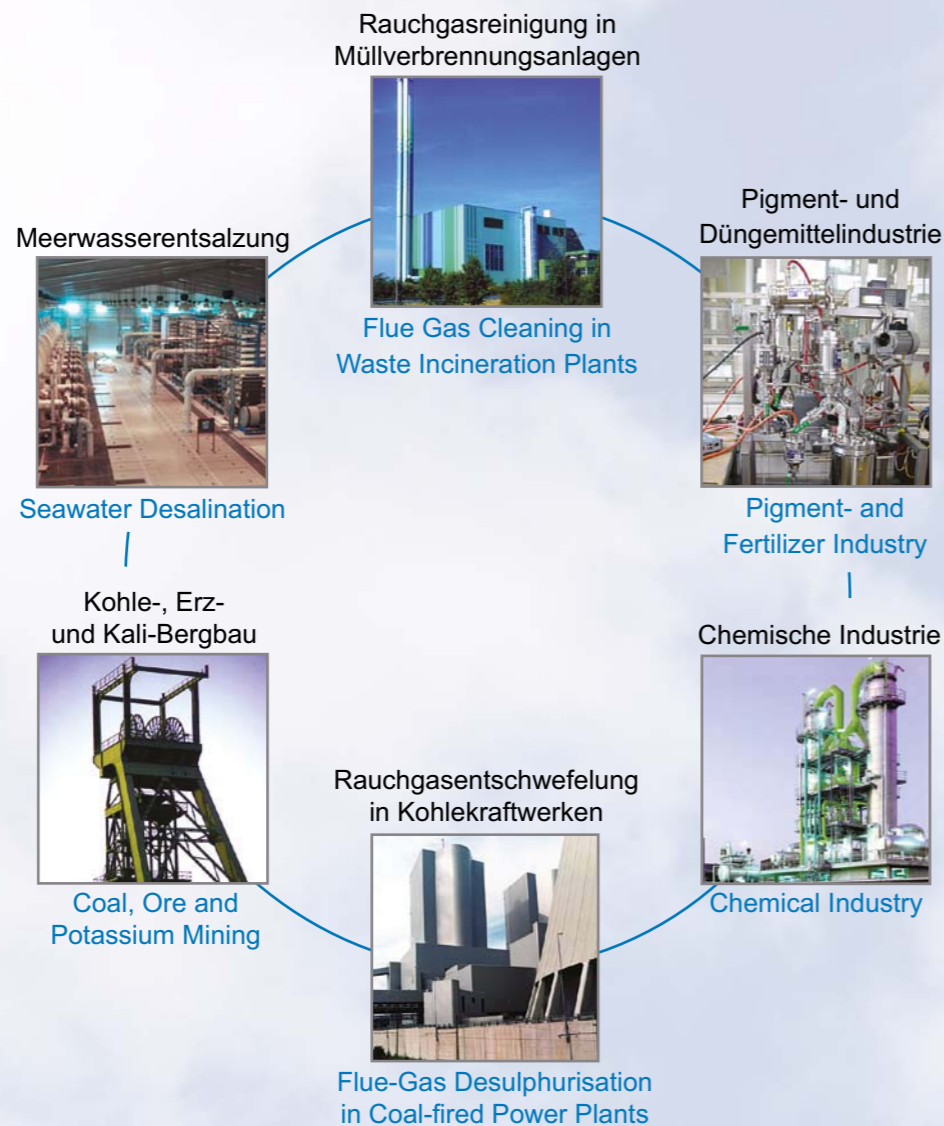 Rauchgasreinigung in
Müllverbrennungsanlagen
Flue Gas Cleaning in
Waste Incineration Plants
Pigment- und
Düngemittelindustrie
Pigment- and
Fertilizer Industry
Meerwasserentsalzung
Seawater Desalination
Kohle-, Erz-
und Kali-Bergbau
Coal, Ore and
Potassium Mining
Chemische Industrie
Chemical Industry
Rauchgasentschwefelung
in Kohlekraftwerken
Flue-Gas Desulphurisation
in Coal-fired Power Plants